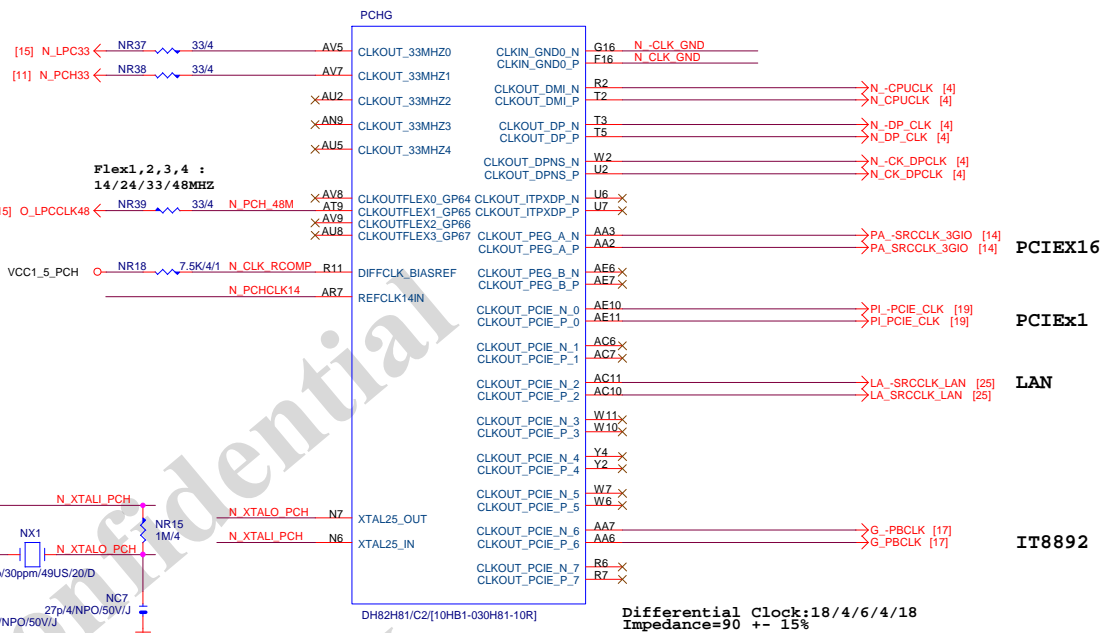 PCHG
[15] N_LPC33 NR37 33/4 AV5 CLKOUT_33MHZ0 CLKIN_GND0_N G16 N_-CLK_GND
CLKIN_GND0_P F16 N_CLK_GND
[11] N_PCH33 NR38 33/4 AV7 CLKOUT_33MHZ1
CLKOUT_DMI_N R2 N_-CPUCLK [4]
AU2 CLKOUT_33MHZ2 CLKOUT_DMI_P T2 N_CPUCLK [4]
AN9 CLKOUT_33MHZ3 CLKOUT_DP_N T3 N_-DP_CLK [4]
CLKOUT_DP_P T5 N_DP_CLK [4]
AU5 CLKOUT_33MHZ4
CLKOUT_DPNS_N W2 N_-CK_DPCLK [4]
CLKOUT_DPNS_P U2 N_CK_DPCLK [4]
Flex1,2,3,4 :
14/24/33/48MHZ
AV8 CLKOUTFLEX0_GP64 CLKOUT_ITPXDP_N U6
5] O_LPCCLK48 NR39 33/4 N_PCH_48M AT9 CLKOUTFLEX1_GP65 CLKOUT_ITPXDP_P U7
AV9 CLKOUTFLEX2_GP66
AU8 CLKOUTFLEX3_GP67 CLKOUT_PEG_A_N AA3 PA_-SRCCLK_3GIO [14]
CLKOUT_PEG_A_P AA2 PA_SRCCLK_3GIO [14] PCIEX16
VCC1_5_PCH NR18 7.5K/4/1 N_CLK_RCOMP R11 DIFFCLK_BIASREF CLKOUT_PEG_B_N AE6
CLKOUT_PEG_B_P AE7
N_PCHCLK14 AR7 REFCLK14IN
CLKOUT_PCIE_N_0 AE10 PI_-PCIE_CLK [19]
CLKOUT_PCIE_P_0 AE11 PI_PCIE_CLK [19] PCIEx1
CLKOUT_PCIE_N_1 AC6
CLKOUT_PCIE_P_1 AC7
CLKOUT_PCIE_N_2 AC11 LA_-SRCCLK_LAN [25] LAN
CLKOUT_PCIE_P_2 AC10 LA_SRCCLK_LAN [25]
CLKOUT_PCIE_N_3 W11
CLKOUT_PCIE_P_3 W10
CLKOUT_PCIE_N_4 Y4
CLKOUT_PCIE_P_4 Y2
CLKOUT_PCIE_N_5 W7
CLKOUT_PCIE_P_5 W6
N_XTALI_PCH
N_XTALO_PCH N7 XTAL25_OUT
NR15
1M/4
CLKOUT_PCIE_N_6 AA7 G_-PBCLK [17]
N_XTALI_PCH N6 XTAL25_IN CLKOUT_PCIE_P_6 AA6 G_PBCLK [17] IT8892
NX1 N_XTALO_PCH
CLKOUT_PCIE_N_7 R6
CLKOUT_PCIE_P_7 R7
/30ppm/49US/20/D
NC7
27p/4/NPO/50V/J
NPO/50V/J
DH82H81/C2/[10HB1-030H81-10R]
Differential Clock:18/4/6/4/18
Impedance=90 +- 15%
onfidential